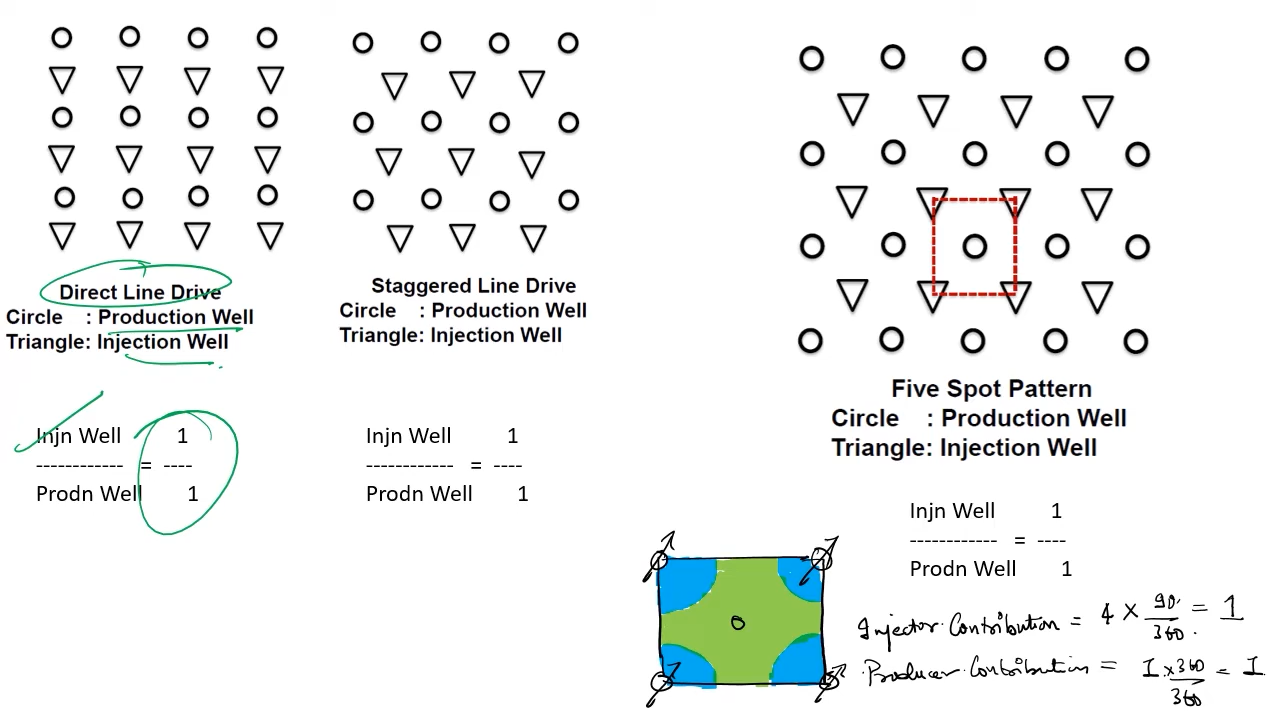 Direct Line Drive
Circle : Production Well
Triangle: Injection Well
Injn Well 1
------------ = ----
Prodn Well 1
Staggered Line Drive
Circle : Production Well
Triangle: Injection Well
Injn Well 1
------------ = ----
Prodn Well 1
Five Spot Pattern
Circle : Production Well
Triangle: Injection Well
Injn Well 1
------------ = ----
Prodn Well 1
Injector Contribution = 4 × 90/360 = 1
Producer Contribution = 1 × 360/360 = 1